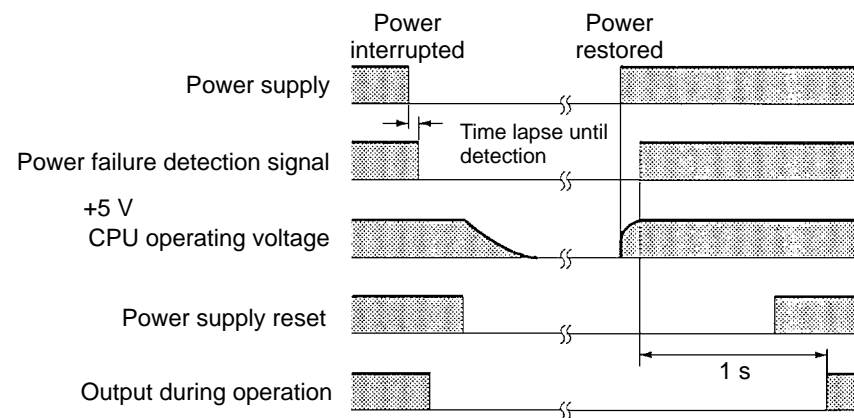 Power
interrupted
Power
restored
Power supply
Time lapse until
detection
Power failure detection signal
+5 V
CPU operating voltage
Power supply reset
1 s
Output during operation